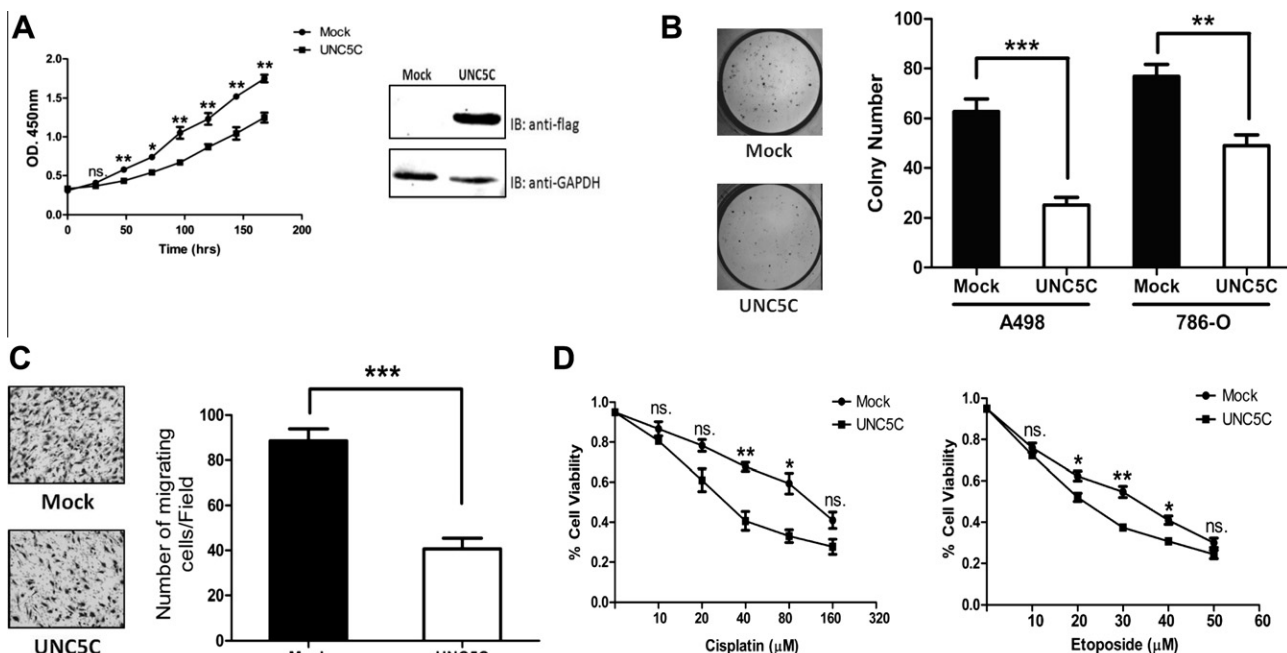 A
Mock
UNC5C
2.0
1.5
1.0
0.5
0.0
OD. 450nm
ns. ** * ** ** ** **
0 50 100 150 200
Time (hrs)
Mock UNC5C
IB: anti-flag
IB: anti-GAPDH
B
Mock
UNC5C
100
80
60
40
20
0
Colny Number
*** **
Mock UNC5C Mock UNC5C
A498 786-O
C
Mock
UNC5C
100
80
60
40
20
0
Number of migrating
cells/Field
***
D
Mock
UNC5C
1.0
0.8
0.6
0.4
0.2
0.0
% Cell Viability
ns. ns. ** * ns.
10 20 40 80 160 320
Cisplatin (µM)
Mock
UNC5C
1.0
0.8
0.6
0.4
0.2
0.0
% Cell Viability
ns. * ** * ns.
10 20 30 40 50 60
Etoposide (µM)